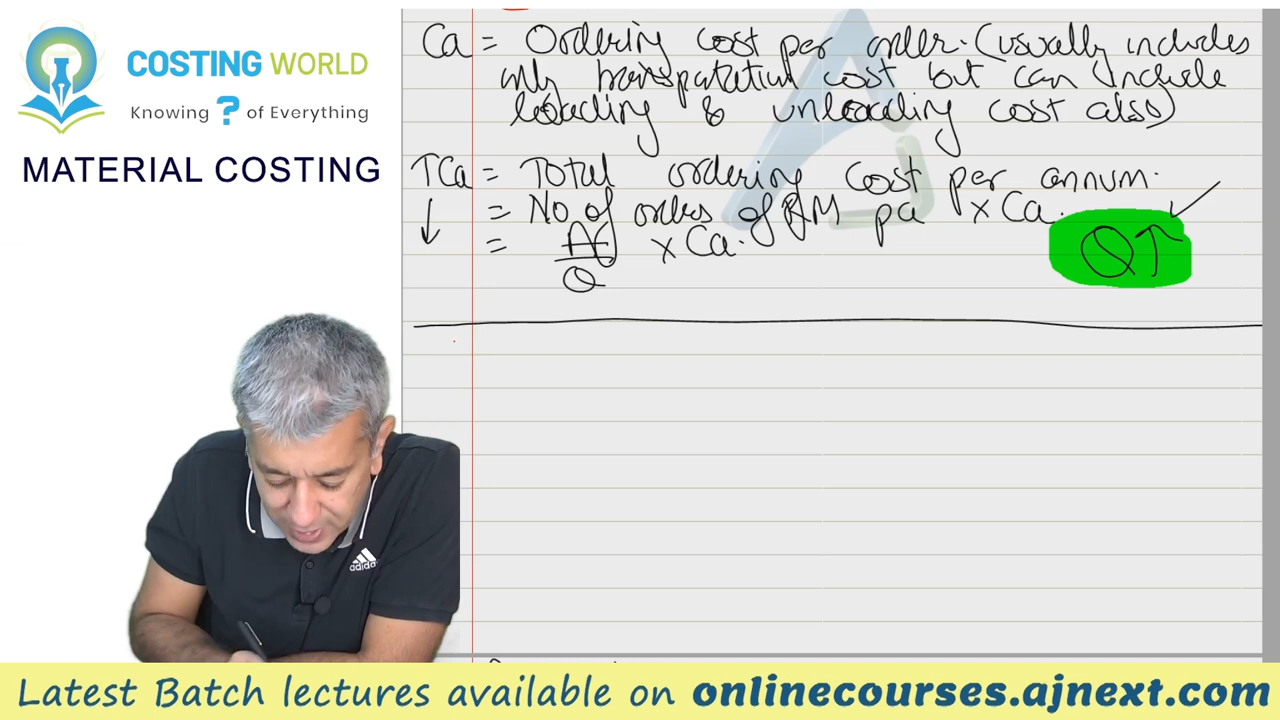 COSTING WORLD
Knowing ? of Everything
MATERIAL COSTING
Ca = Ordering cost per order. (usually includes
only transportation cost but can include
loading & unloading cost also)
TCa = Total ordering cost per annum.
↓ = No. of orders of RM pa × Ca.
= AC/Q × Ca.
Q↑
adidas
Latest Batch lectures available on onlinecourses.ajnext.com